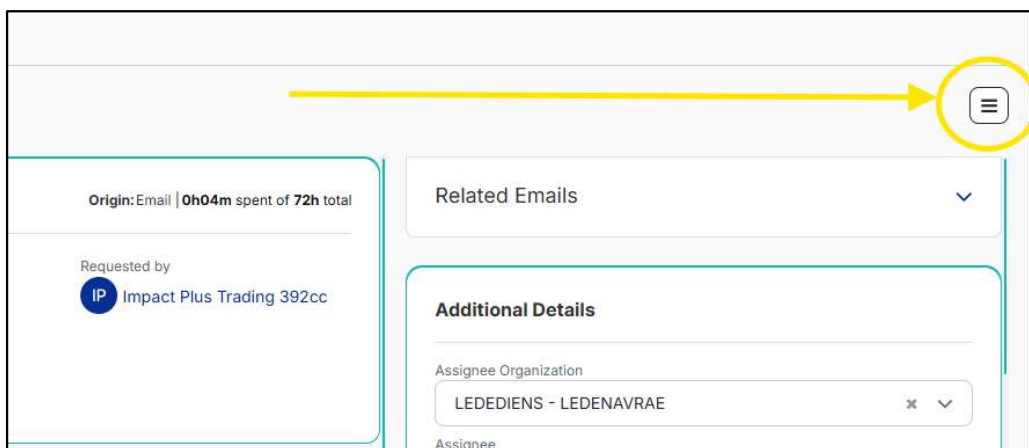 Origin: Email | 0h04m spent of 72h total
Requested by
IP Impact Plus Trading 392cc
Related Emails
Additional Details
Assignee Organization
LEDEDIENS - LEDENAVRAE
Assignee